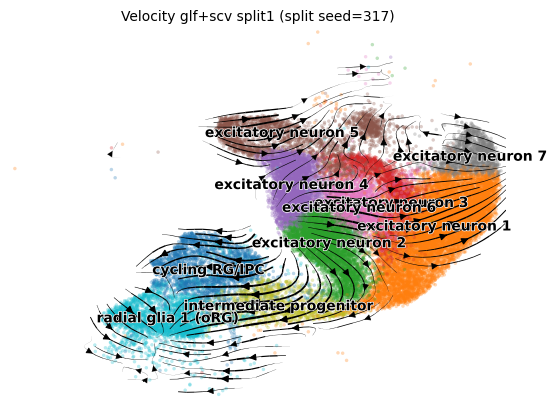 Velocity glf+scv split1 (split seed=317)
excitatory neuron 5
excitatory neuron 7
excitatory neuron 4
excitatory neuron 3
excitatory neuron 6
excitatory neuron 1
excitatory neuron 2
cycling RG/IPC
intermediate progenitor
radial glia 1 (oRG)